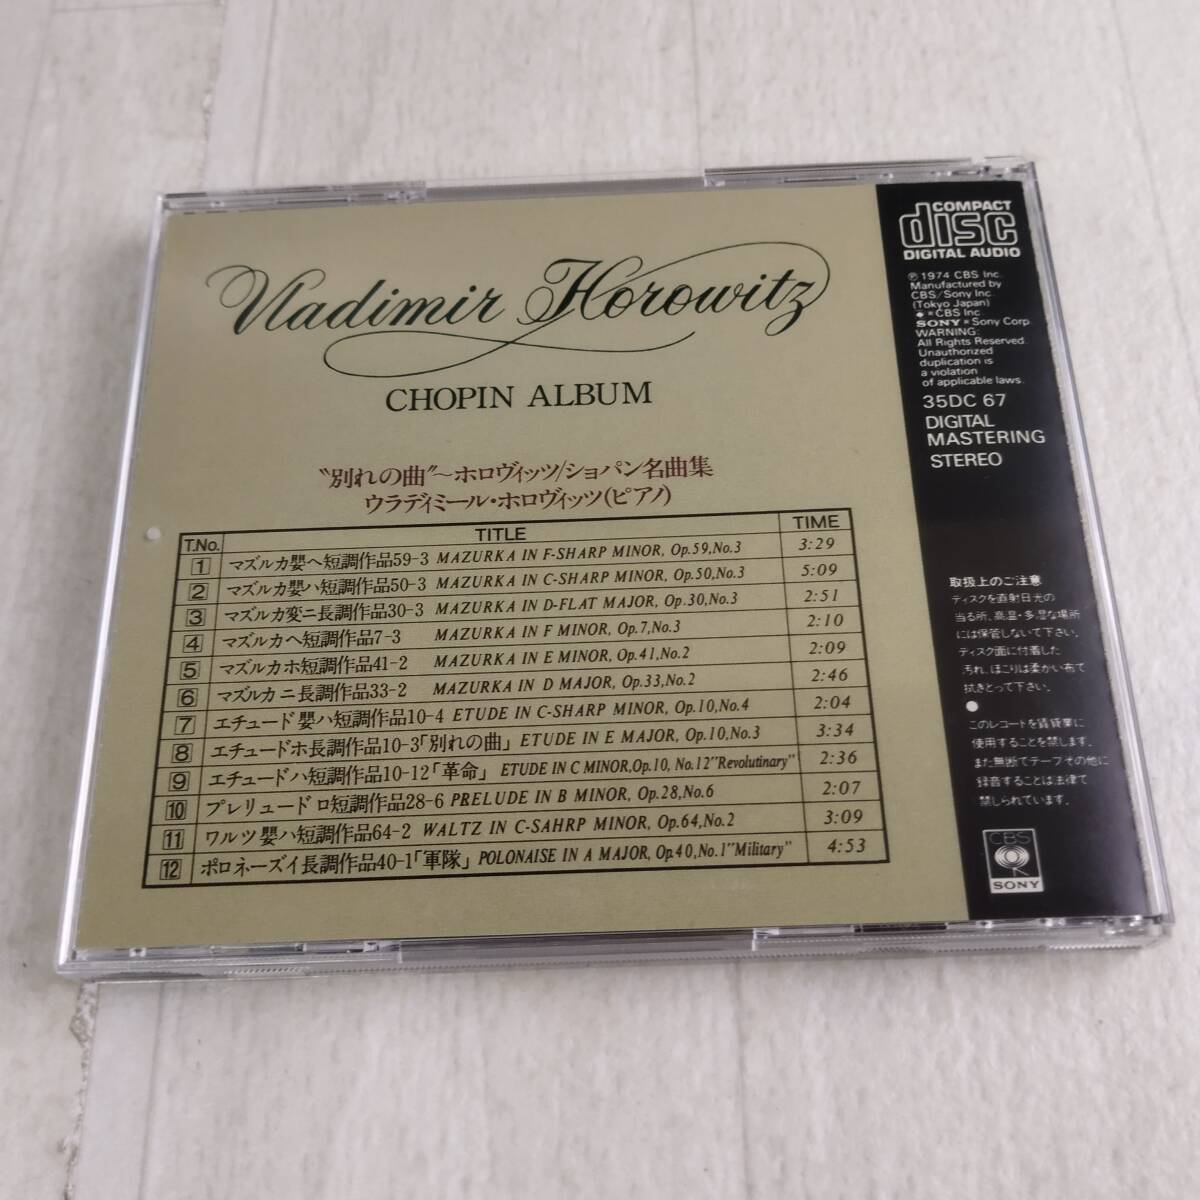 Vladimir Horowitz
CHOPIN ALBUM
"別れの曲"～ホロヴィッツ/ショパン名曲集
ウラディミール・ホロヴィッツ(ピアノ)
T.No. TITLE TIME
1 マズルカ嬰ヘ短調作品59-3 MAZURKA IN F-SHARP MINOR, Op.59,No.3 3:29
2 マズルカ嬰ハ短調作品50-3 MAZURKA IN C-SHARP MINOR, Op.50,No.3 5:09
3 マズルカ変ニ長調作品30-3 MAZURKA IN D-FLAT MAJOR, Op.30,No.3 2:51
4 マズルカヘ短調作品7-3 MAZURKA IN F MINOR, Op.7,No.3 2:10
5 マズルカホ短調作品41-2 MAZURKA IN E MINOR, Op.41,No.2 2:09
6 マズルカニ長調作品33-2 MAZURKA IN D MAJOR, Op.33,No.2 2:46
7 エチュード嬰ハ短調作品10-4 ETUDE IN C-SHARP MINOR, Op.10,No.4 2:04
8 エチュードホ長調作品10-3「別れの曲」 ETUDE IN E MAJOR, Op.10,No.3 3:34
9 エチュードハ短調作品10-12「革命」 ETUDE IN C MINOR,Op.10, No.12"Revolutinary" 2:36
10 プレリュードロ短調作品28-6 PRELUDE IN B MINOR, Op.28,No.6 2:07
11 ワルツ嬰ハ短調作品64-2 WALTZ IN C-SAHRP MINOR, Op.64,No.2 3:09
12 ポロネーズイ長調作品40-1「軍隊」 POLONAISE IN A MAJOR, Op.40,No.1"Military" 4:53
COMPACT
disc
DIGITAL AUDIO
℗ 1974 CBS Inc.
Manufactured by
CBS/Sony Inc.
(Tokyo Japan)
● ※CBS Inc
SONY ※ Sony Corp.
WARNING:
All Rights Reserved.
Unauthorized
duplication is
a violation
of applicable laws.
35DC 67
DIGITAL
MASTERING
STEREO
取扱上のご注意
ディスクを直射日光の
当る所、高温・多湿な場所
には保管しないで下さい。
ディスク面に付着した
汚れ、ほこりは柔かい布で
拭きとって下さい。
●
このレコードを賃貸業に
使用することを禁じます。
また無断でテープその他に
録音することは法律で
禁じられています。
CBS
SONY